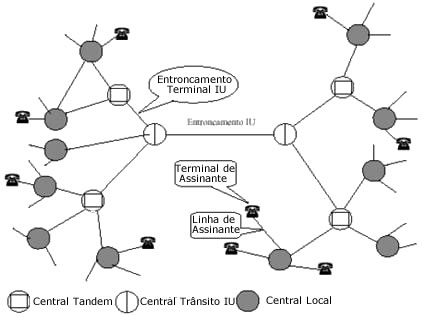 Entroncamento
Terminal IU
Entroncamento IU
Terminal de
Assinante
Linha de
Assinante
Central Tandem
Central Trânsito IU
Central Local